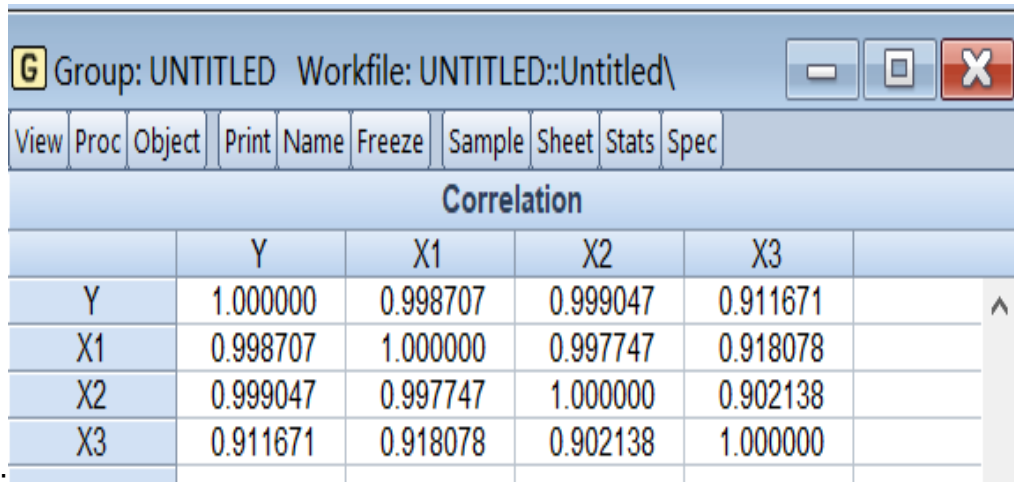 G Group: UNTITLED Workfile: UNTITLED::Untitled\
View Proc Object Print Name Freeze Sample Sheet Stats Spec
Correlation
Y X1 X2 X3
Y 1.000000 0.998707 0.999047 0.911671
X1 0.998707 1.000000 0.997747 0.918078
X2 0.999047 0.997747 1.000000 0.902138
X3 0.911671 0.918078 0.902138 1.000000
.